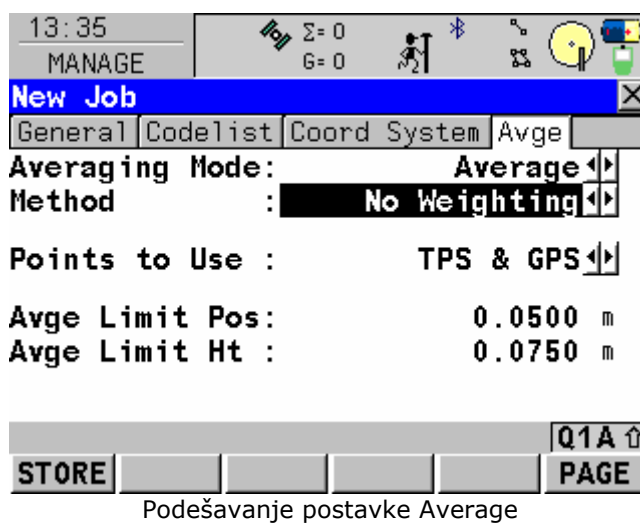 13:35
MANAGE
Σ= 0
G= 0
New Job
General Codelist Coord System Avge
Averaging Mode: Average
Method : No Weighting
Points to Use : TPS & GPS
Avge Limit Pos: 0.0500 m
Avge Limit Ht : 0.0750 m
Q1A ⇧
STORE PAGE
Podešavanje postavke Average